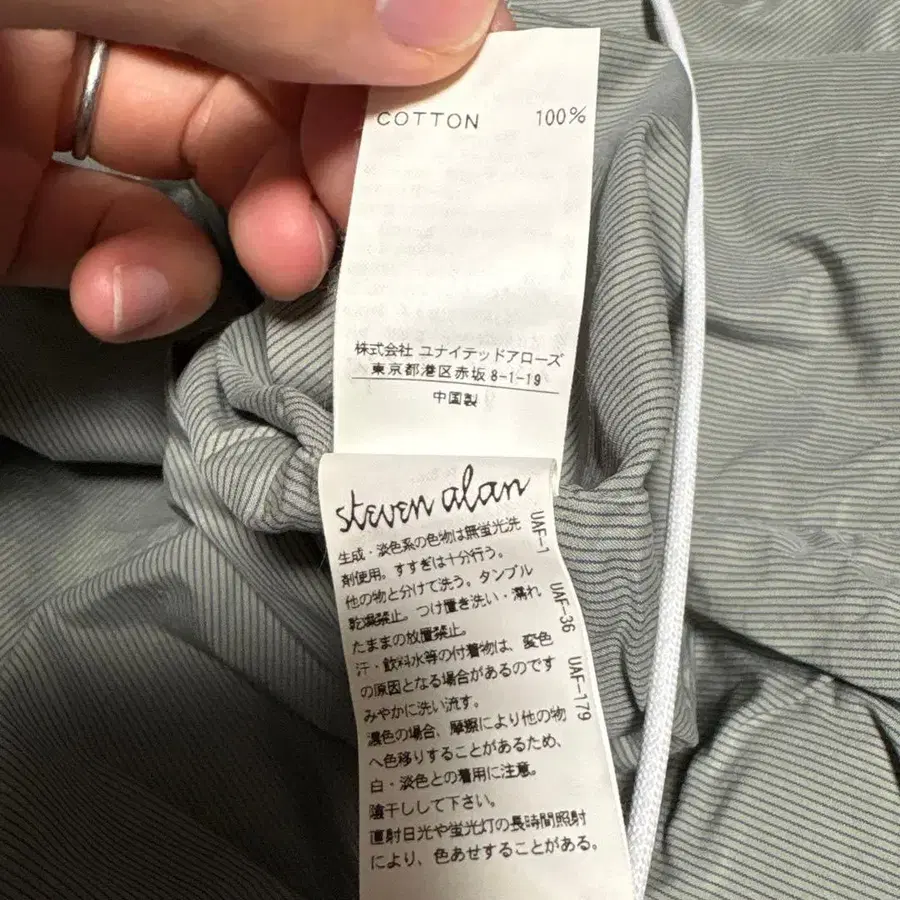 COTTON 100%
株式会社 ユナイテッドアローズ
東京都港区赤坂 8-1-19
中国製
steven alan
生成・淡色系の色物は無蛍光洗
剤使用。すすぎは十分行う。
他の物と分けて洗う。タンブル
乾燥禁止。つけ置き洗い・濡れ
たままの放置禁止。
汗・飲料水等の付着物は、変色
の原因となる場合があるのです
みやかに洗い流す。
濃色の場合、摩擦により他の物
へ色移りすることがあるため、
白・淡色との着用に注意。
陰干しして下さい。
直射日光や蛍光灯の長時間照射
により、色あせすることがある。
UAF-1
UAF-36
UAF-179